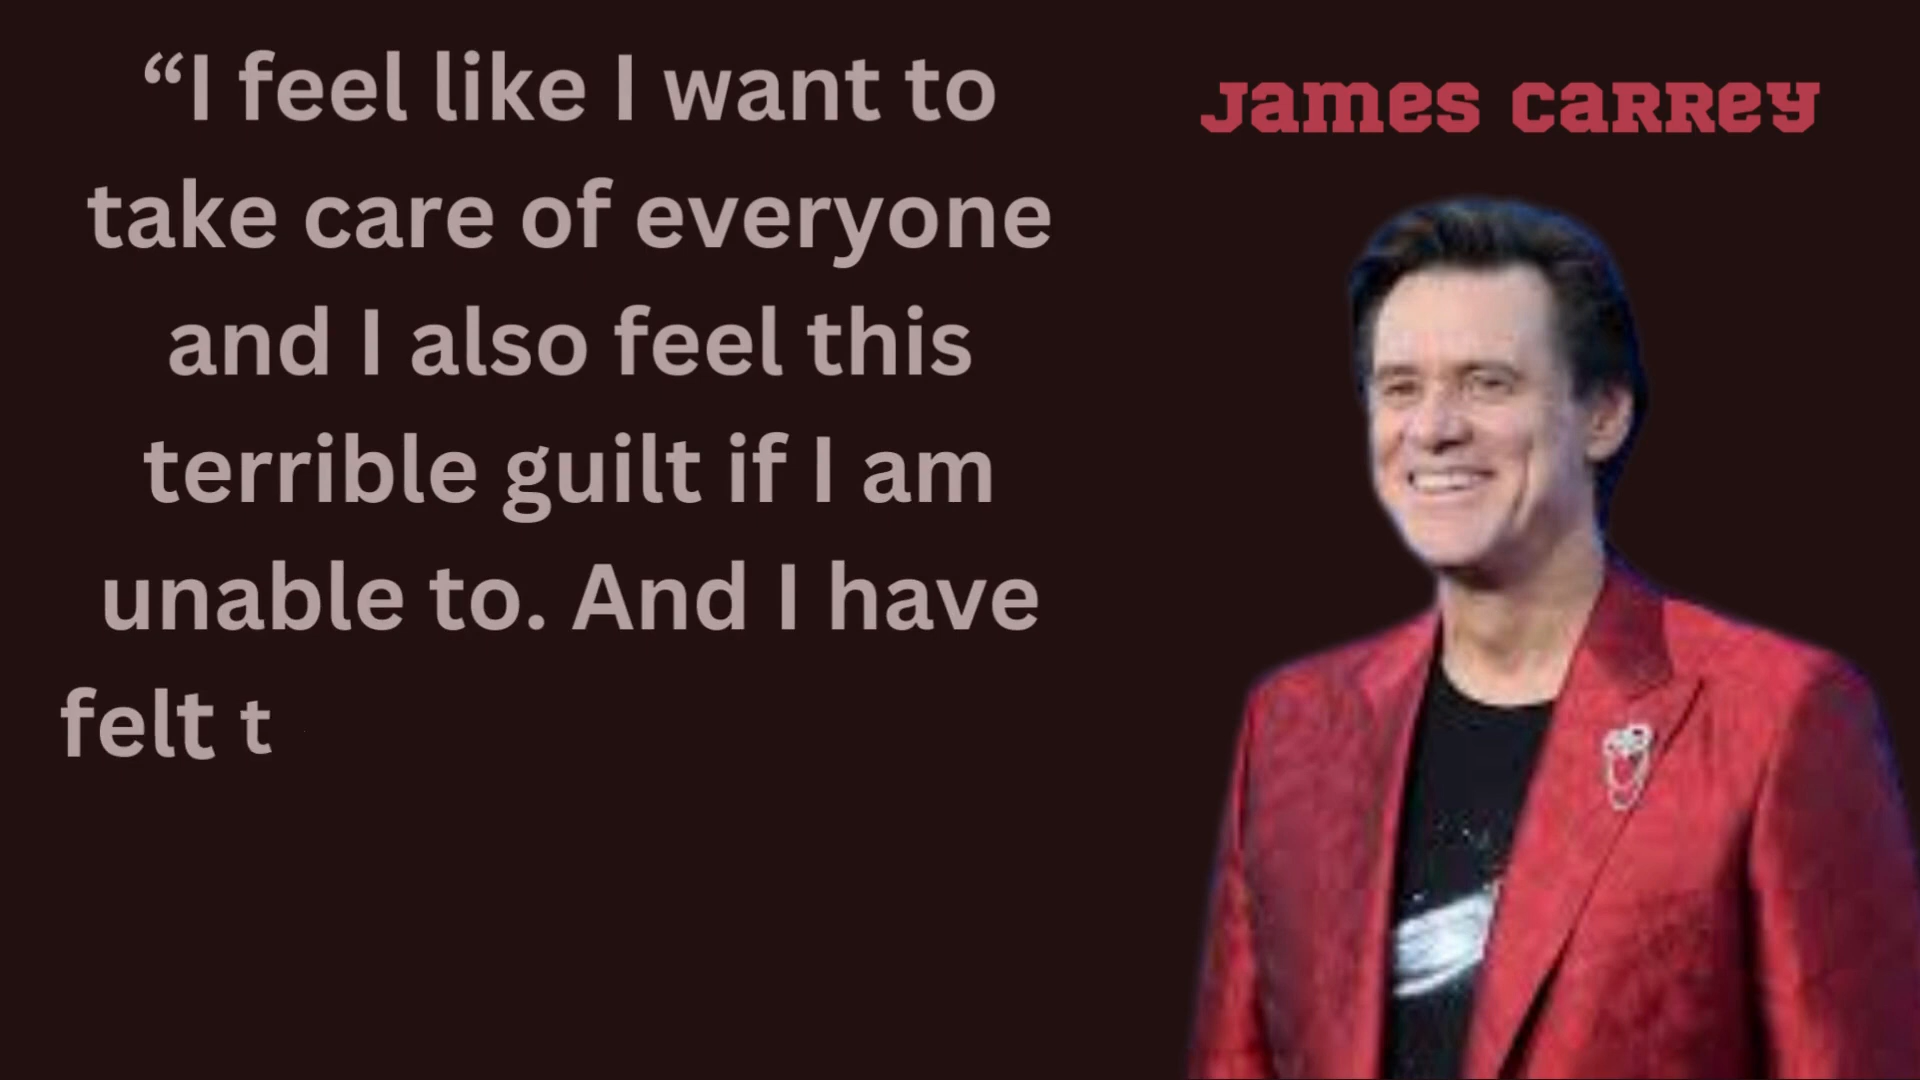 “I feel like I want to
take care of everyone
and I also feel this
terrible guilt if I am
unable to. And I have
felt t
James Carrey